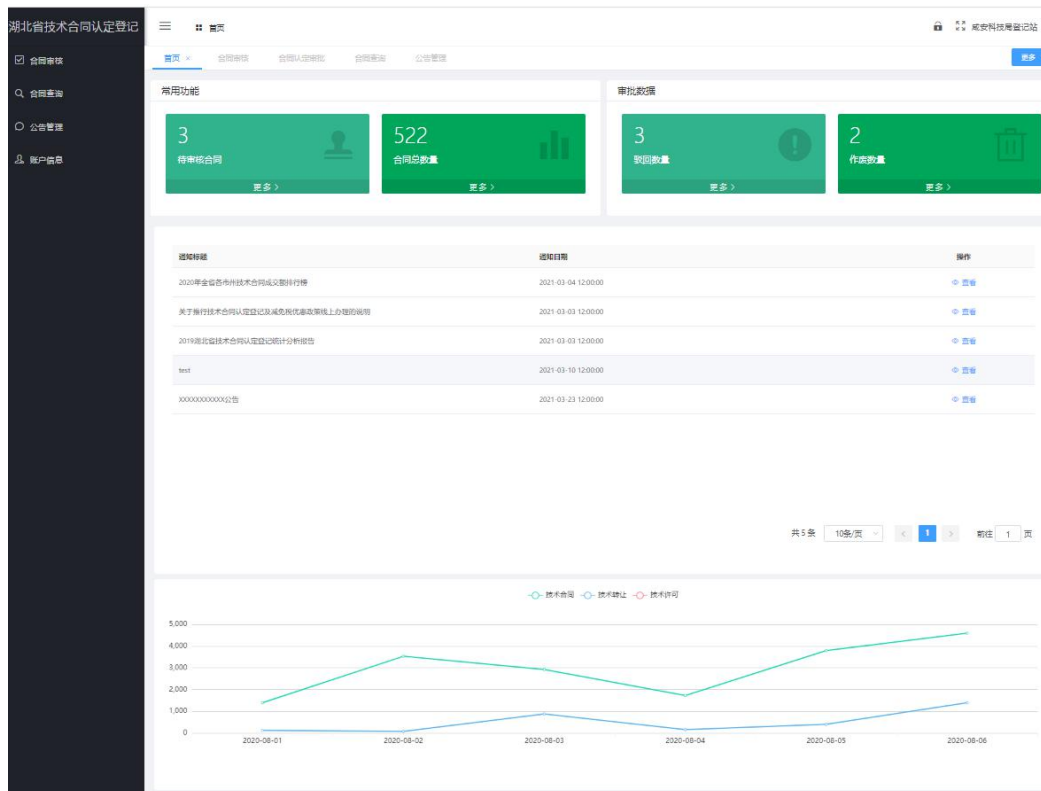 湖北省技术合同认定登记
首页
咸安科技局登记站
合同审核
合同查询
公告管理
账户信息
首页 × 合同审核 合同认定审批 合同查询 公告管理
更多
常用功能
审批数据
3
待审核合同
更多 >
522
合同总数量
更多 >
3
驳回数量
更多 >
2
作废数量
更多 >
通知标题 通知日期 操作
2020年全省各市州技术合同成交额排行榜 2021-03-04 12:00:00 查看
关于推行技术合同认定登记及减免税优惠政策线上办理的说明 2021-03-03 12:00:00 查看
2019湖北省技术合同认定登记统计分析报告 2021-03-03 12:00:00 查看
test 2021-03-10 12:00:00 查看
XXXXXXXXXXX公告 2021-03-23 12:00:00 查看
共 5 条 10条/页 < 1 > 前往 1 页
技术合同 技术转让 技术许可
5,000
4,000
3,000
2,000
1,000
0
2020-08-01 2020-08-02 2020-08-03 2020-08-04 2020-08-05 2020-08-06